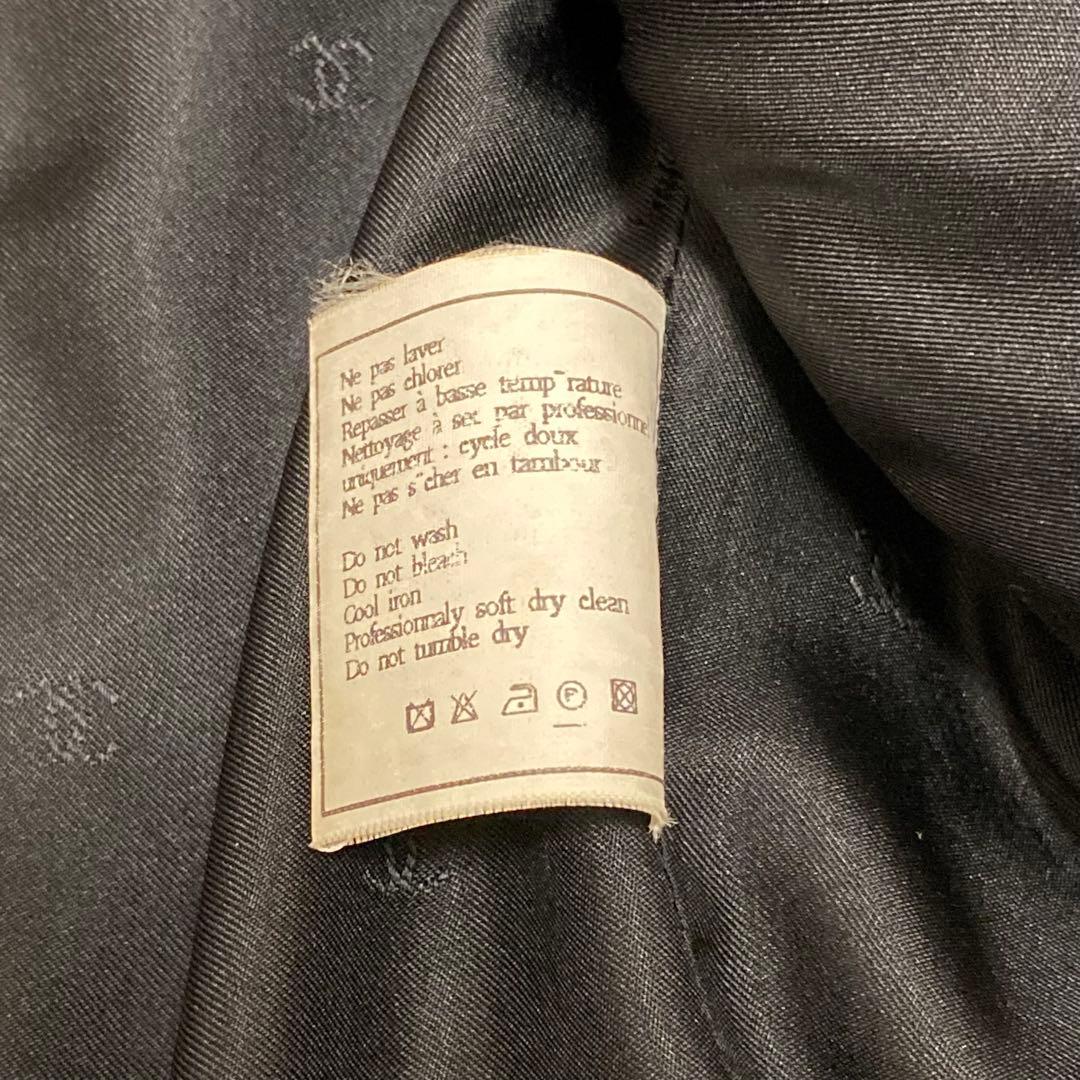 Ne pas laver
Ne pas chlorer
Repasser à basse temp¨rature
Nettoyage à sec par professionne
uniquement : cycle doux
Ne pas s¨cher en tambour
Do not wash
Do not bleach
Cool iron
Professionnaly soft dry clean
Do not tumble dry
P